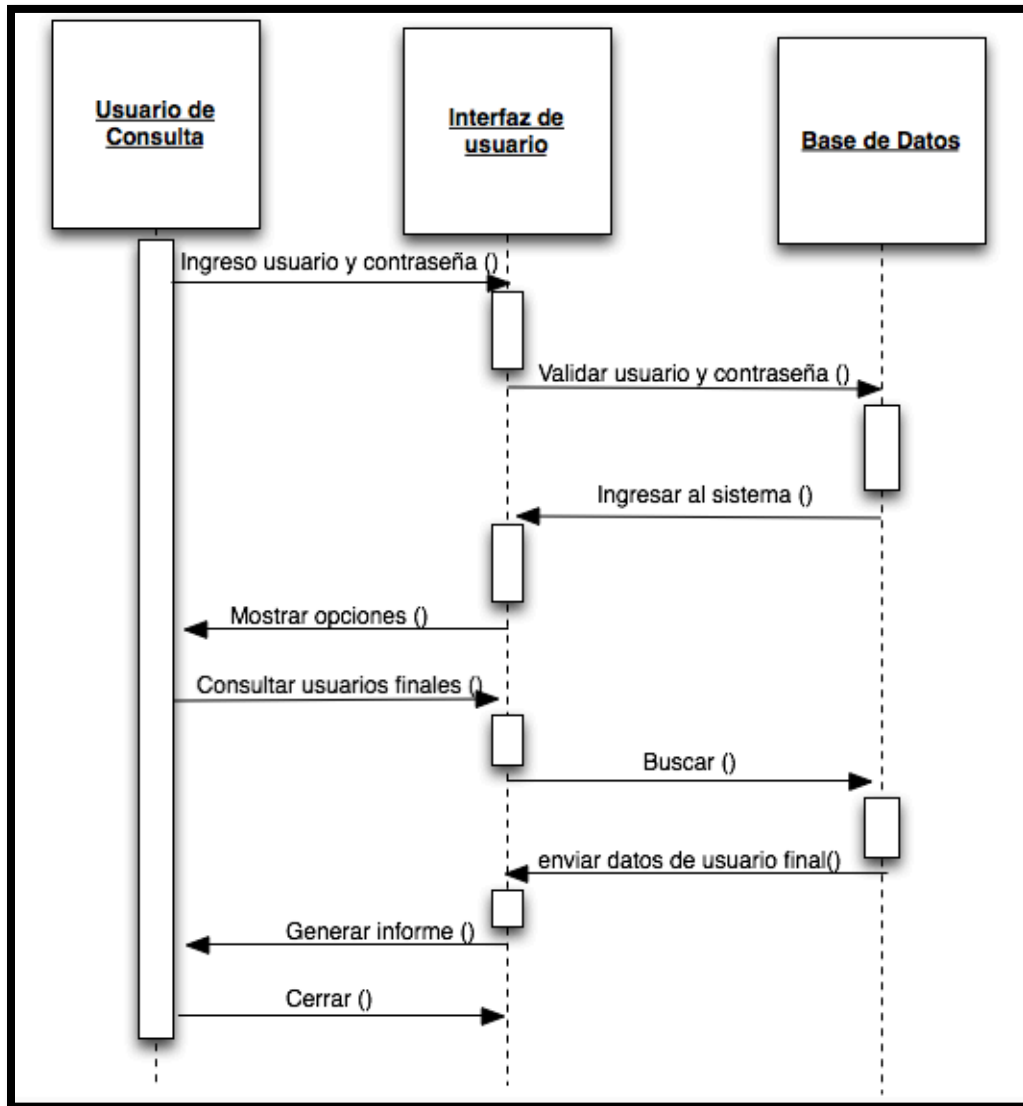 Usuario de
Consulta
Interfaz de
usuario
Base de Datos
Ingreso usuario y contraseña ()
Validar usuario y contraseña ()
Ingresar al sistema ()
Mostrar opciones ()
Consultar usuarios finales ()
Buscar ()
enviar datos de usuario final()
Generar informe ()
Cerrar ()